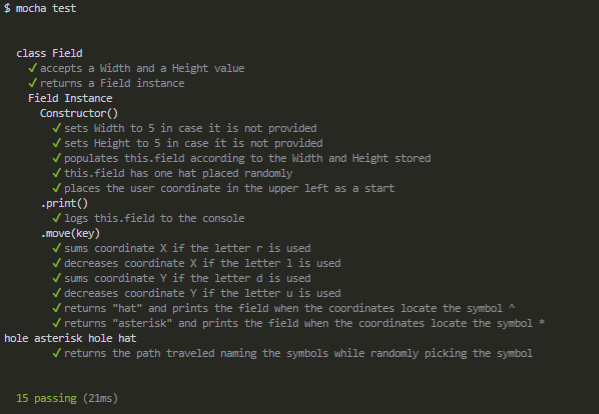 $ mocha test
class Field
✓ accepts a Width and a Height value
✓ returns a Field instance
Field Instance
Constructor()
✓ sets Width to 5 in case it is not provided
✓ sets Height to 5 in case it is not provided
✓ populates this.field according to the Width and Height stored
✓ this.field has one hat placed randomly
✓ places the user coordinate in the upper left as a start
.print()
✓ logs this.field to the console
.move(key)
✓ sums coordinate X if the letter r is used
✓ decreases coordinate X if the letter l is used
✓ sums coordinate Y if the letter d is used
✓ decreases coordinate Y if the letter u is used
✓ returns "hat" and prints the field when the coordinates locate the symbol ^
✓ returns "asterisk" and prints the field when the coordinates locate the symbol *
hole asterisk hole hat
✓ returns the path traveled naming the symbols while randomly picking the symbol
15 passing (21ms)